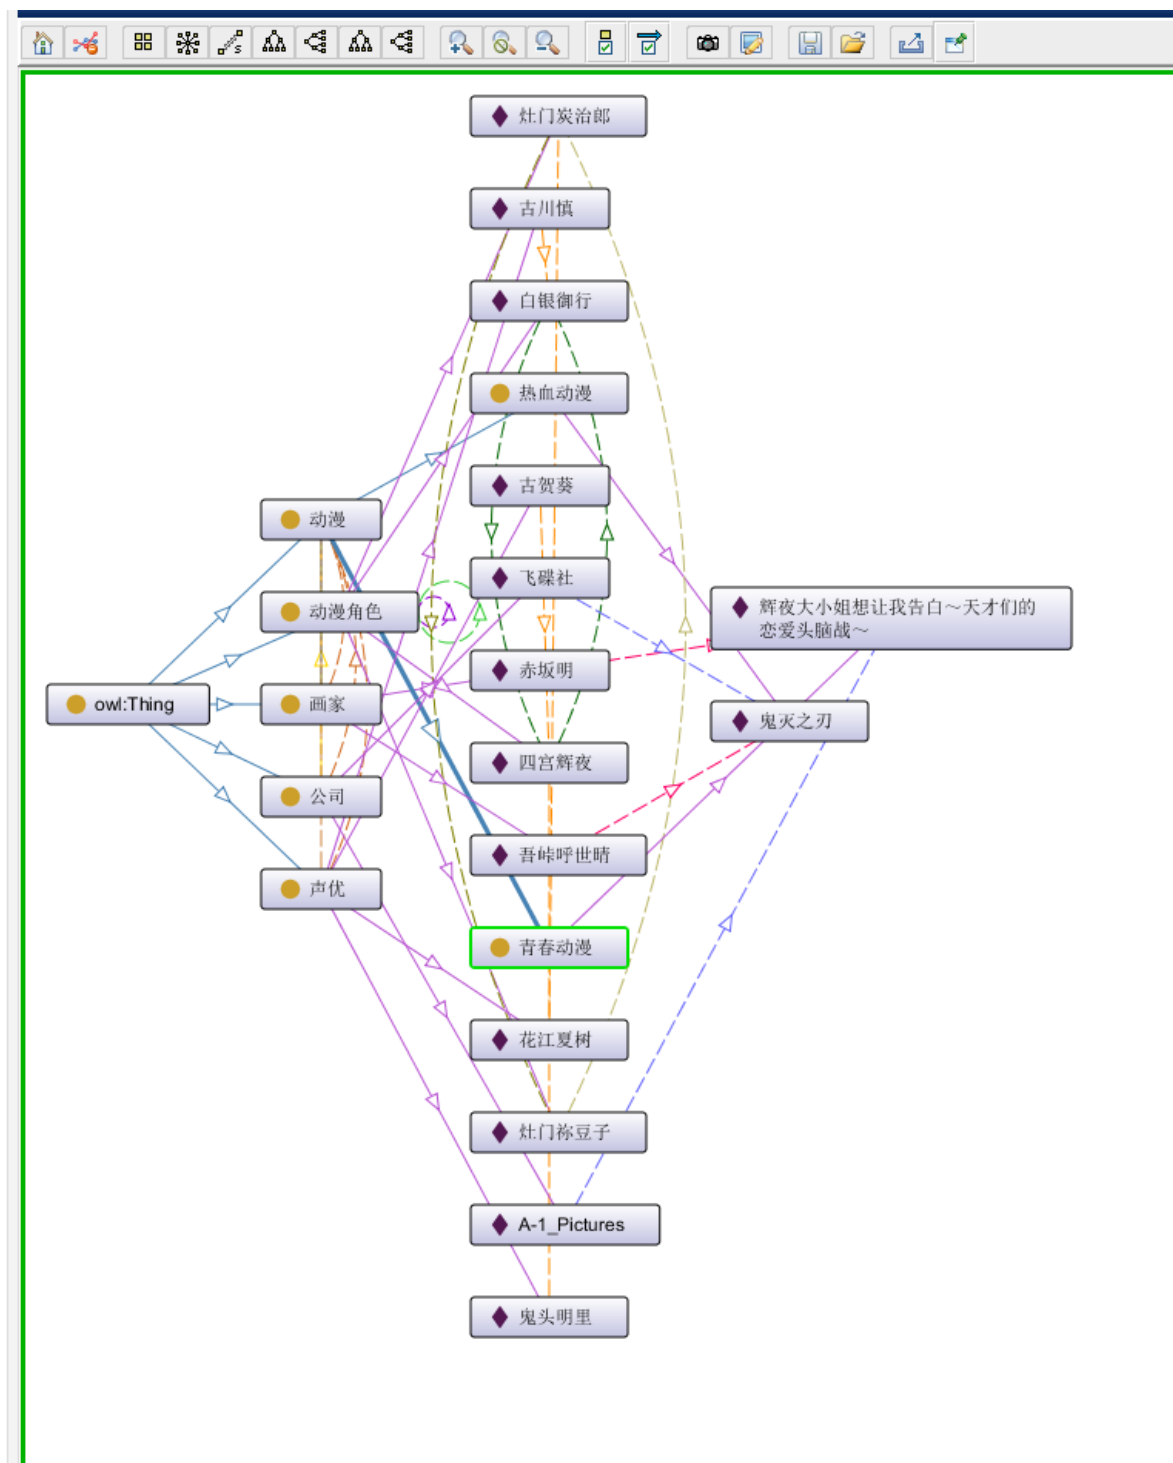 灶门炭治郎
古川慎
白银御行
热血动漫
古贺葵
动漫
飞碟社
动漫角色
辉夜大小姐想让我告白～天才们的
恋爱头脑战～
赤坂明
owl:Thing
画家
鬼灭之刃
四宫辉夜
公司
吾峠呼世晴
声优
青春动漫
花江夏树
灶门祢豆子
A-1_Pictures
鬼头明里